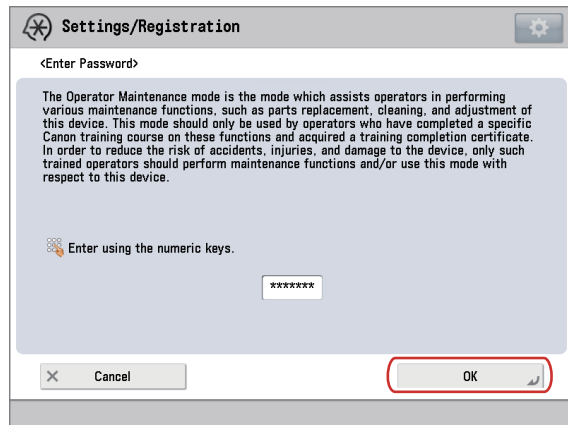 Settings/Registration
<Enter Password>
The Operator Maintenance mode is the mode which assists operators in performing
various maintenance functions, such as parts replacement, cleaning, and adjustment of
this device. This mode should only be used by operators who have completed a specific
Canon training course on these functions and acquired a training completion certificate.
In order to reduce the risk of accidents, injuries, and damage to the device, only such
trained operators should perform maintenance functions and/or use this mode with
respect to this device.
Enter using the numeric keys.
*******
Cancel
OK